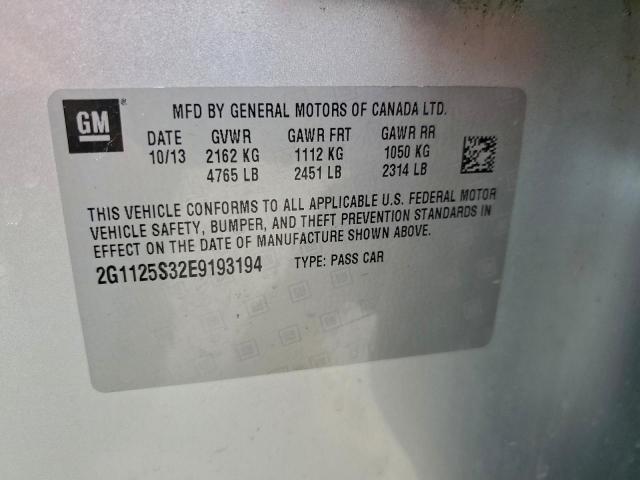 GM ®
MFD BY GENERAL MOTORS OF CANADA LTD.
DATE GVWR GAWR FRT GAWR RR
10/13 2162 KG 1112 KG 1050 KG
4765 LB 2451 LB 2314 LB
THIS VEHICLE CONFORMS TO ALL APPLICABLE U.S. FEDERAL MOTOR
VEHICLE SAFETY, BUMPER, AND THEFT PREVENTION STANDARDS IN
EFFECT ON THE DATE OF MANUFACTURE SHOWN ABOVE.
2G1125S32E9193194 TYPE: PASS CAR